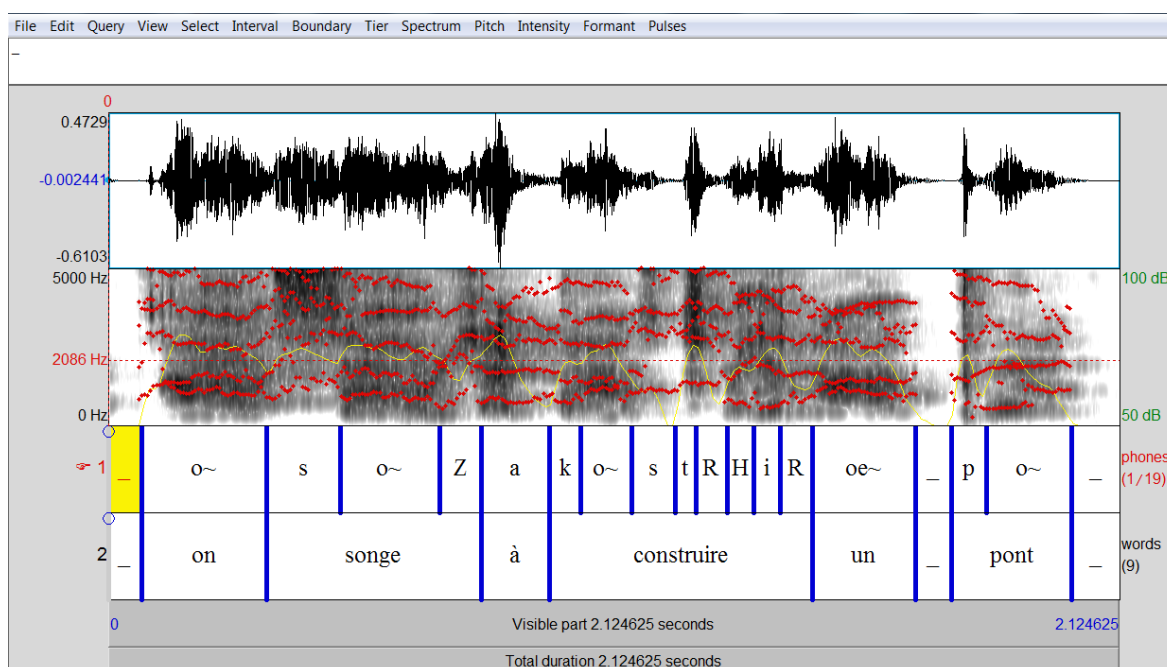 File Edit Query View Select Interval Boundary Tier Spectrum Pitch Intensity Formant Pulses
_
0
0.4729
-0.002441
-0.6103
5000 Hz 100 dB
2086 Hz
0 Hz 50 dB
☞ 1 _ o~ s o~ Z a k o~ s t R H i R oe~ _ p o~ _ phones (1/19)
2 _ on songe à construire un _ pont _ words (9)
0 Visible part 2.124625 seconds 2.124625
Total duration 2.124625 seconds